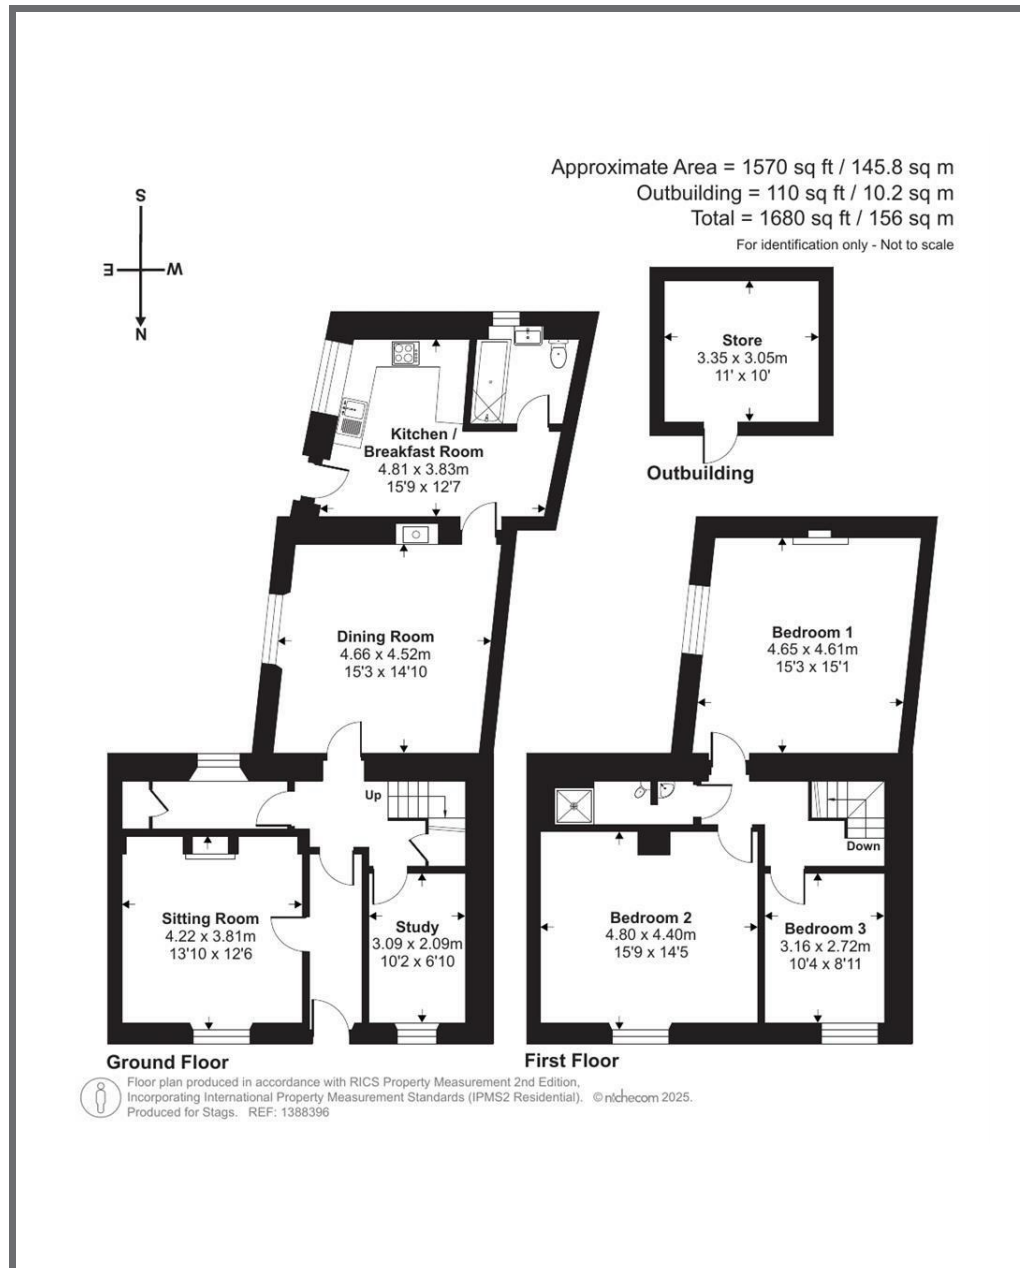 Approximate Area = 1570 sq ft / 145.8 sq m
Outbuilding = 110 sq ft / 10.2 sq m
Total = 1680 sq ft / 156 sq m
For identification only - Not to scale
S
E
W
N
Store
3.35 x 3.05m
11' x 10'
Outbuilding
Kitchen /
Breakfast Room
4.81 x 3.83m
15'9 x 12'7
Dining Room
4.66 x 4.52m
15'3 x 14'10
Bedroom 1
4.65 x 4.61m
15'3 x 15'1
Up
Down
Sitting Room
4.22 x 3.81m
13'10 x 12'6
Study
3.09 x 2.09m
10'2 x 6'10
Bedroom 2
4.80 x 4.40m
15'9 x 14'5
Bedroom 3
3.16 x 2.72m
10'4 x 8'11
Ground Floor
First Floor
Floor plan produced in accordance with RICS Property Measurement 2nd Edition,
Incorporating International Property Measurement Standards (IPMS2 Residential). © nichecom 2025.
Produced for Stags. REF: 1388396